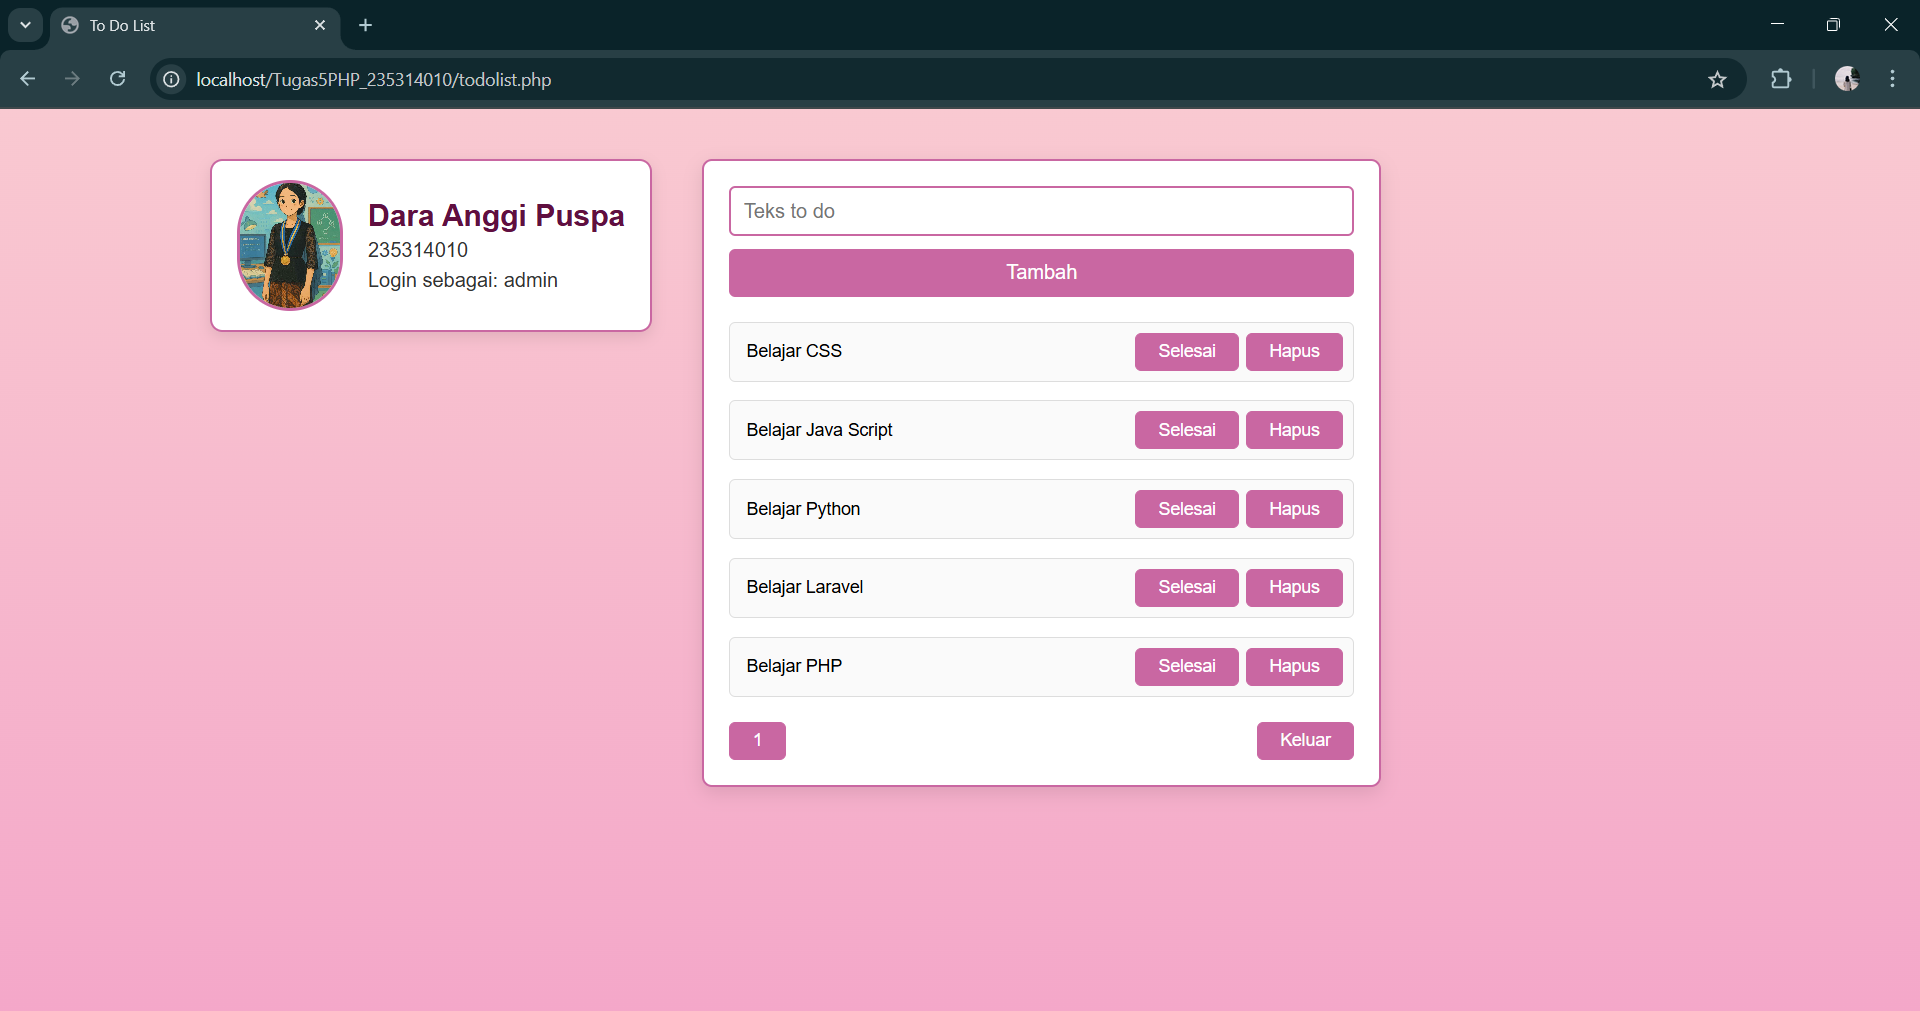 To Do List
localhost/Tugas5PHP_235314010/todolist.php
Dara Anggi Puspa
235314010
Login sebagai: admin
Teks to do
Tambah
Belajar CSS Selesai Hapus
Belajar Java Script Selesai Hapus
Belajar Python Selesai Hapus
Belajar Laravel Selesai Hapus
Belajar PHP Selesai Hapus
1 Keluar